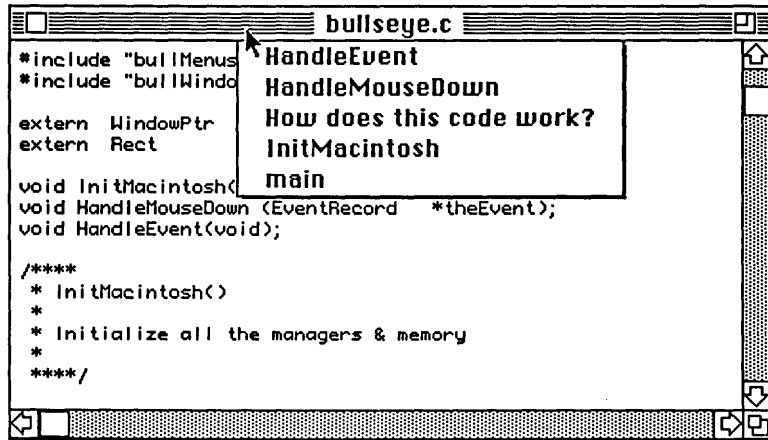 bullseye.c
#include "bullMenus
#include "bullWindo
extern WindowPtr
extern Rect
HandleEvent
HandleMouseDown
How does this code work?
InitMacintosh
main
void InitMacintosh(
void HandleMouseDown (EventRecord *theEvent);
void HandleEvent(void);
/****
* InitMacintosh()
*
* Initialize all the managers & memory
*
****/